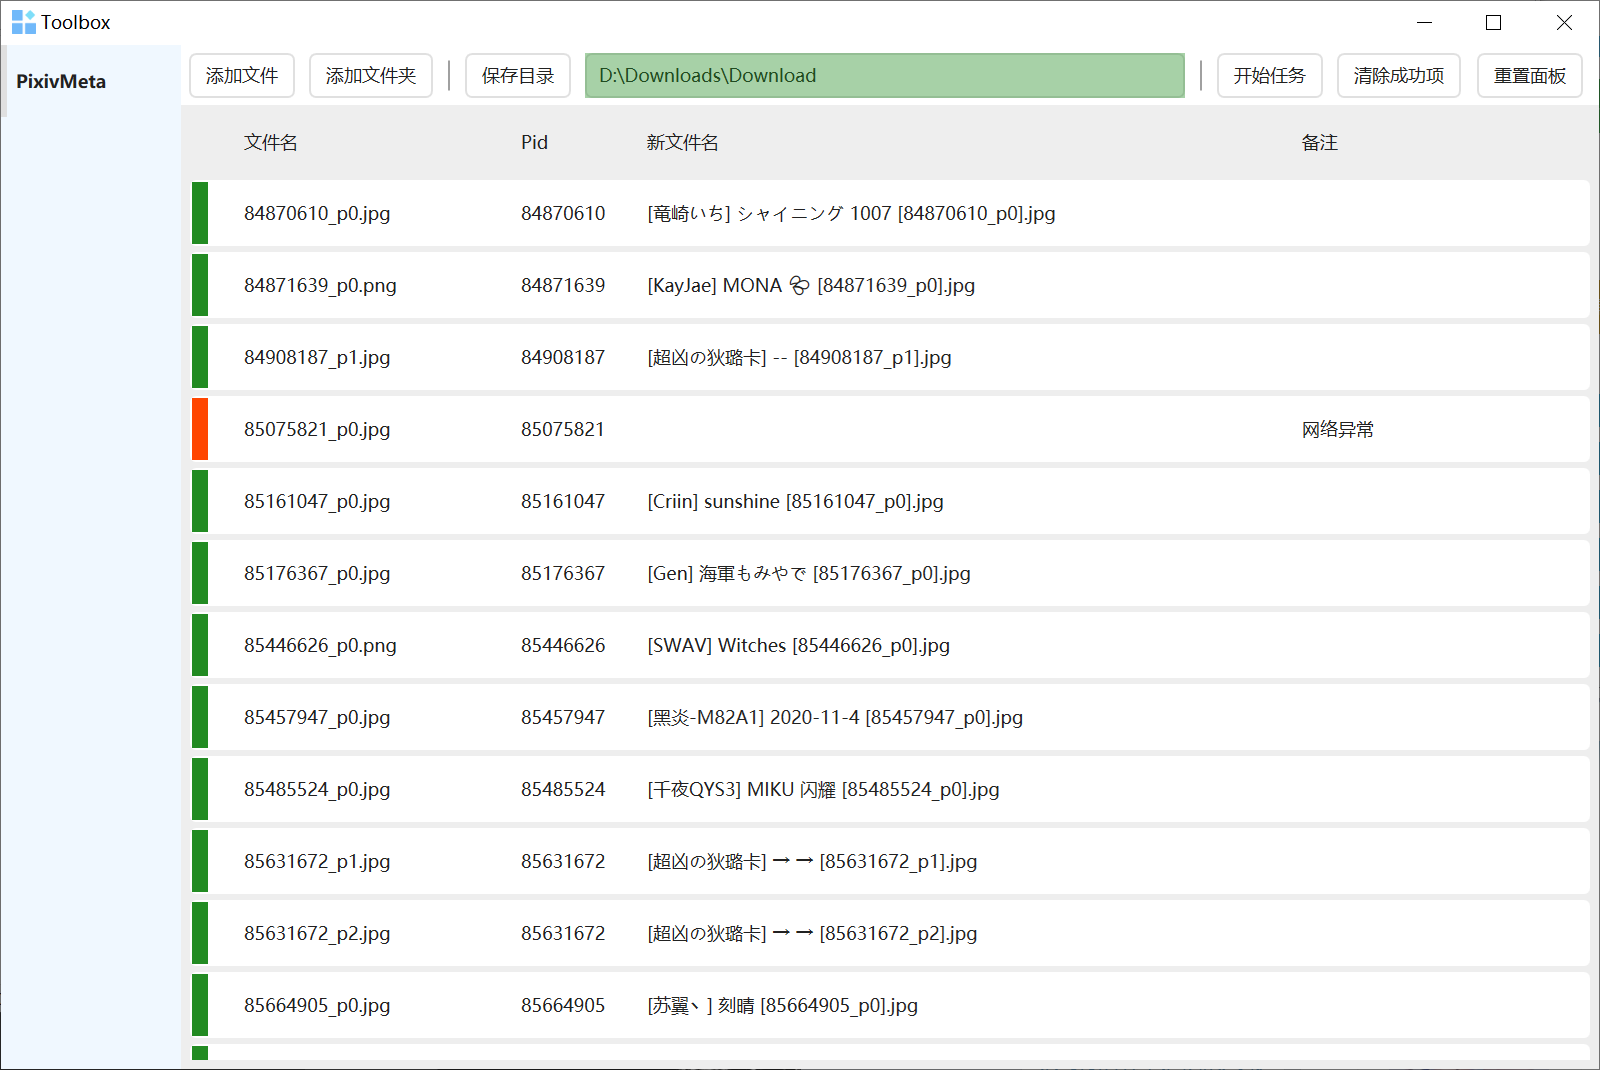 Toolbox
PixivMeta
添加文件 添加文件夹 保存目录 D:\Downloads\Download 开始任务 清除成功项 重置面板
文件名 Pid 新文件名 备注
84870610_p0.jpg 84870610 [竜崎いち] シャイニング 1007 [84870610_p0].jpg
84871639_p0.png 84871639 [KayJae] MONA [84871639_p0].jpg
84908187_p1.jpg 84908187 [超凶の狄璐卡] -- [84908187_p1].jpg
85075821_p0.jpg 85075821 网络异常
85161047_p0.jpg 85161047 [Criin] sunshine [85161047_p0].jpg
85176367_p0.jpg 85176367 [Gen] 海軍もみやで [85176367_p0].jpg
85446626_p0.png 85446626 [SWAV] Witches [85446626_p0].jpg
85457947_p0.jpg 85457947 [黑炎-M82A1] 2020-11-4 [85457947_p0].jpg
85485524_p0.jpg 85485524 [千夜QYS3] MIKU 闪耀 [85485524_p0].jpg
85631672_p1.jpg 85631672 [超凶の狄璐卡] → → [85631672_p1].jpg
85631672_p2.jpg 85631672 [超凶の狄璐卡] → → [85631672_p2].jpg
85664905_p0.jpg 85664905 [苏翼丶] 刻晴 [85664905_p0].jpg